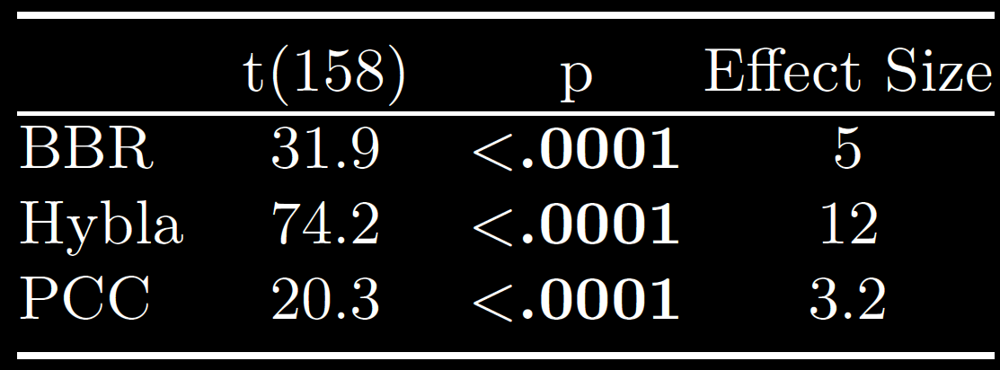 t(158) p Effect Size
BBR 31.9 <.0001 5
Hybla 74.2 <.0001 12
PCC 20.3 <.0001 3.2